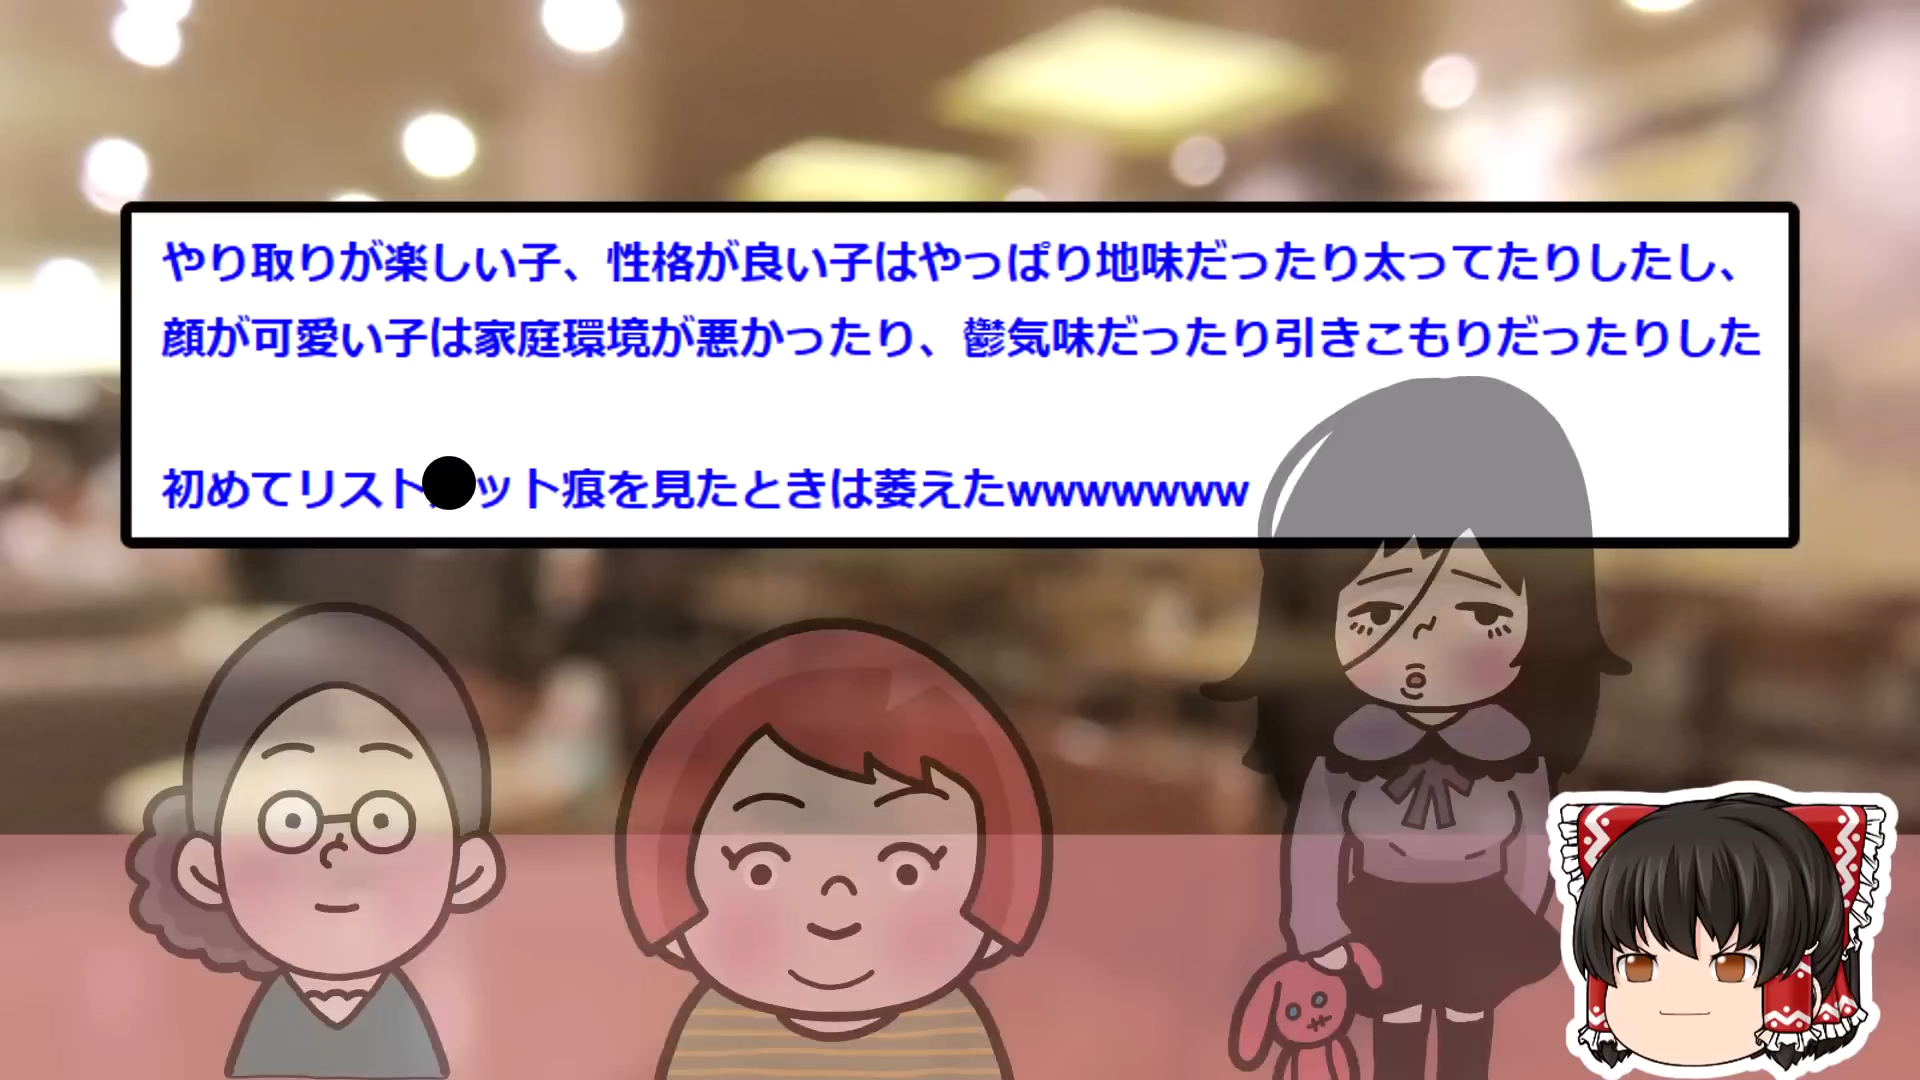 やり取りが楽しい子、性格が良い子はやっぱり地味だったり太ってたりしたし、
顔が可愛い子は家庭環境が悪かったり、鬱気味だったり引きこもりだったりした
初めてリスト●ット痕を見たときは萎えたwwwwwwww